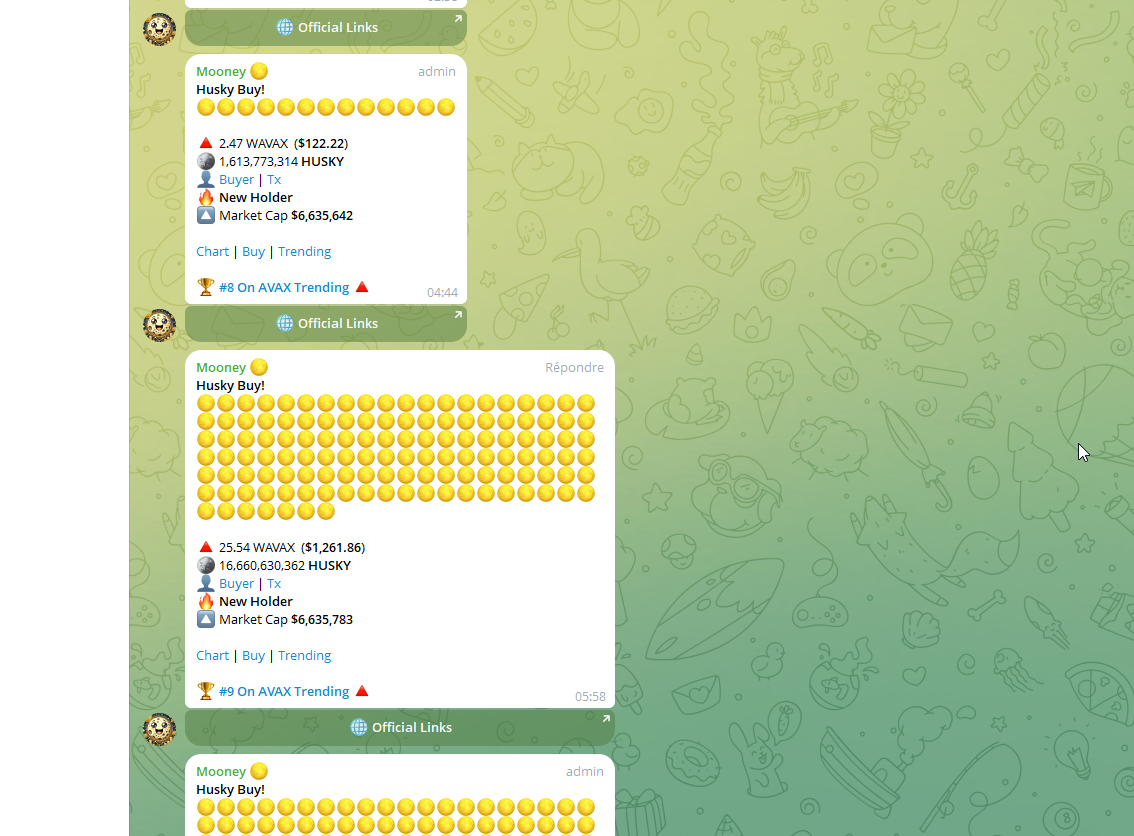 Official Links
Mooney admin
Husky Buy!
2.47 WAVAX ($122.22)
1,613,773,314 HUSKY
Buyer | Tx
New Holder
Market Cap $6,635,642
Chart | Buy | Trending
#8 On AVAX Trending
04:44
Official Links
Mooney Répondre
Husky Buy!
25.54 WAVAX ($1,261.86)
16,660,630,362 HUSKY
Buyer | Tx
New Holder
Market Cap $6,635,783
Chart | Buy | Trending
#9 On AVAX Trending
05:58
Official Links
Mooney admin
Husky Buy!